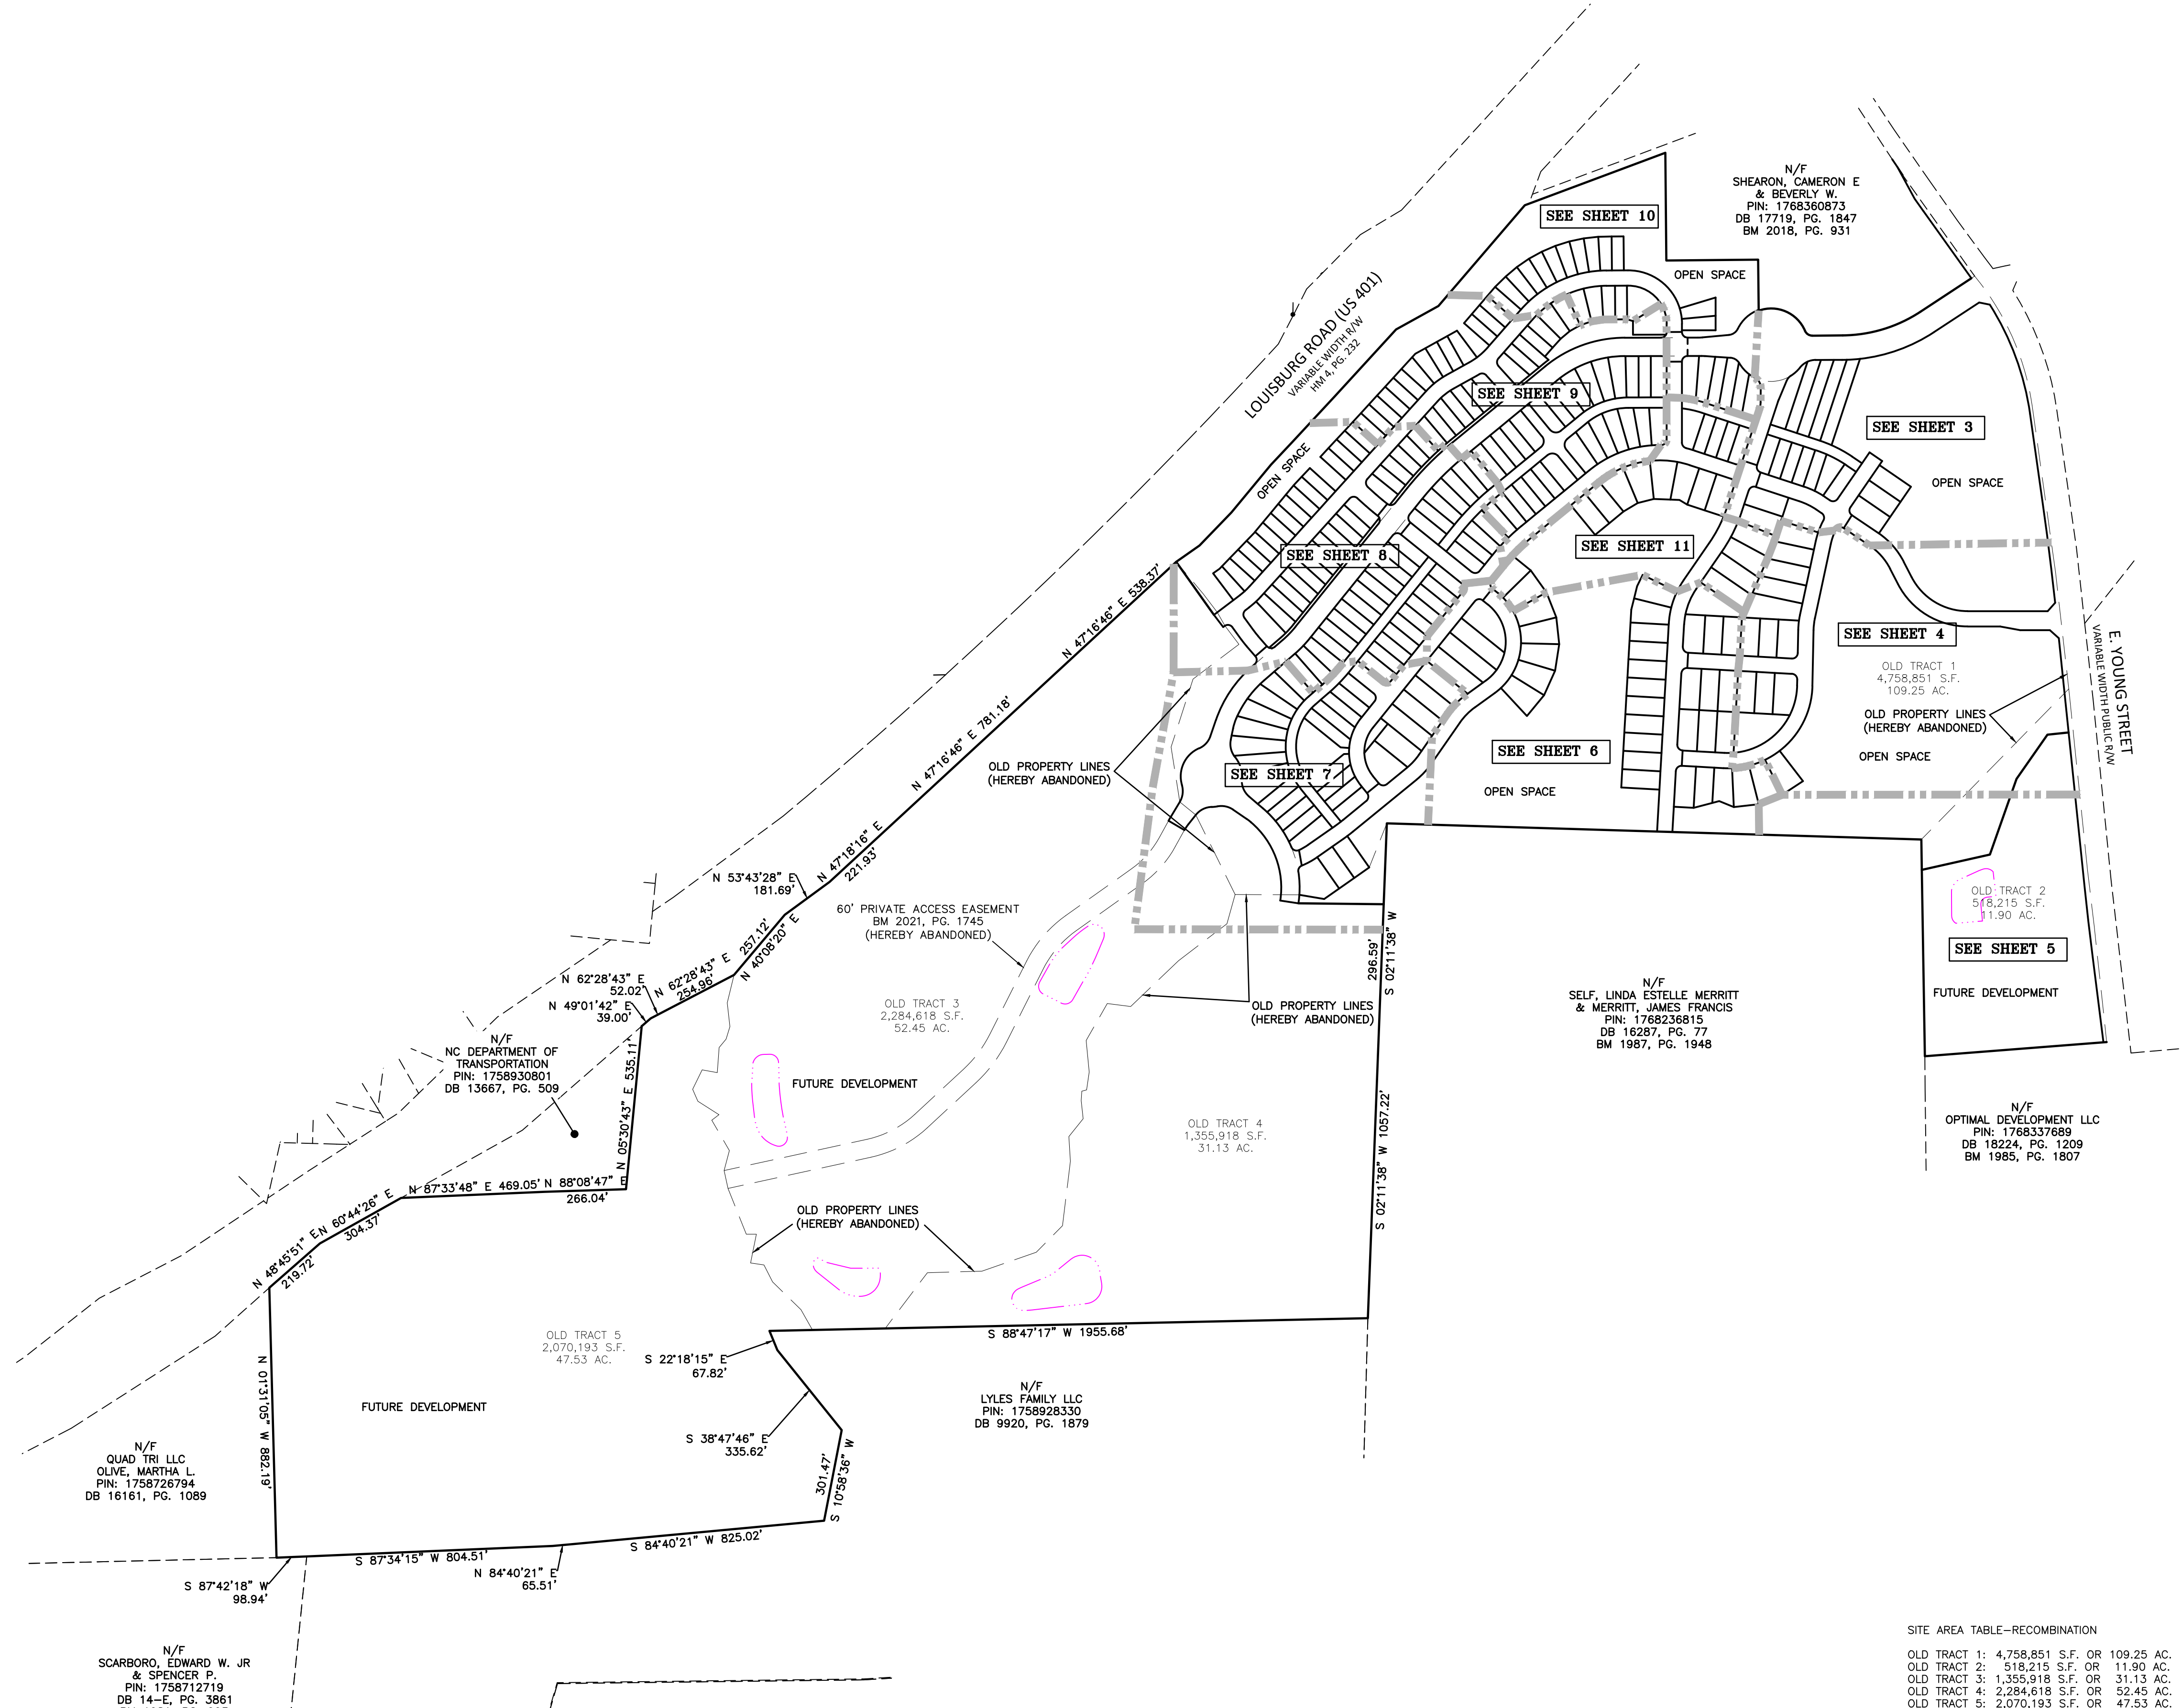 N/F
SHEARON, CAMERON E
& BEVERLY W.
PIN: 1768360873
DB 17719, PG. 1847
BM 2018, PG. 931
SEE SHEET 10
OPEN SPACE
LOUISBURG ROAD (US 401)
VARIABLE WIDTH R/W
HM 4, PG. 232
SEE SHEET 9
SEE SHEET 3
OPEN SPACE
OPEN SPACE
SEE SHEET 8
SEE SHEET 11
N 47°16'46" E 538.37'
SEE SHEET 4
OLD TRACT 1
4,758,851 S.F.
109.25 AC.
E. YOUNG STREET
VARIABLE WIDTH PUBLIC R/W
OLD PROPERTY LINES
(HEREBY ABANDONED)
OPEN SPACE
N 47°16'46" E 781.18'
OLD PROPERTY LINES
(HEREBY ABANDONED)
SEE SHEET 7
SEE SHEET 6
OPEN SPACE
N 47°18'16" E
221.93'
N 53°43'28" E
181.69'
60' PRIVATE ACCESS EASEMENT
BM 2021, PG. 1745
(HEREBY ABANDONED)
OLD TRACT 2
518,215 S.F.
11.90 AC.
SEE SHEET 5
FUTURE DEVELOPMENT
257.12'
N 40°08'20" E
N 62°28'43" E
254.96'
N 62°28'43" E
52.02'
N 49°01'42" E
39.00'
296.59'
S 02°11'38" W
OLD TRACT 3
2,284,618 S.F.
52.45 AC.
OLD PROPERTY LINES
(HEREBY ABANDONED)
N/F
SELF, LINDA ESTELLE MERRITT
& MERRITT, JAMES FRANCIS
PIN: 1768236815
DB 16287, PG. 77
BM 1987, PG. 1948
N/F
NC DEPARTMENT OF
TRANSPORTATION
PIN: 1758930801
DB 13667, PG. 509
N 05°30'43" E 535.11'
FUTURE DEVELOPMENT
OLD TRACT 4
1,355,918 S.F.
31.13 AC.
S 02°11'38" W 1057.22'
N/F
OPTIMAL DEVELOPMENT LLC
PIN: 1768337689
DB 18224, PG. 1209
BM 1985, PG. 1807
N 87°33'48" E 469.05'
N 88°08'47" E
266.04'
N 60°44'26" E
304.37'
N 48°45'51" E
219.72'
OLD PROPERTY LINES
(HEREBY ABANDONED)
OLD TRACT 5
2,070,193 S.F.
47.53 AC.
S 88°47'17" W 1955.68'
S 22°18'15" E
67.82'
N/F
LYLES FAMILY LLC
PIN: 1758928330
DB 9920, PG. 1879
FUTURE DEVELOPMENT
N 01°31'05" W 882.19'
S 38°47'46" E
335.62'
301.47'
S 10°58'36" W
N/F
QUAD TRI LLC
OLIVE, MARTHA L.
PIN: 1758726794
DB 16161, PG. 1089
S 87°34'15" W 804.51'
S 84°40'21" W 825.02'
N 84°40'21" E
65.51'
S 87°42'18" W
98.94'
N/F
SCARBORO, EDWARD W. JR
& SPENCER P.
PIN: 1758712719
DB 14-E, PG. 3861
SITE AREA TABLE-RECOMBINATION
OLD TRACT 1: 4,758,851 S.F. OR 109.25 AC.
OLD TRACT 2: 518,215 S.F. OR 11.90 AC.
OLD TRACT 3: 1,355,918 S.F. OR 31.13 AC.
OLD TRACT 4: 2,284,618 S.F. OR 52.45 AC.
OLD TRACT 5: 2,070,193 S.F. OR 47.53 AC.